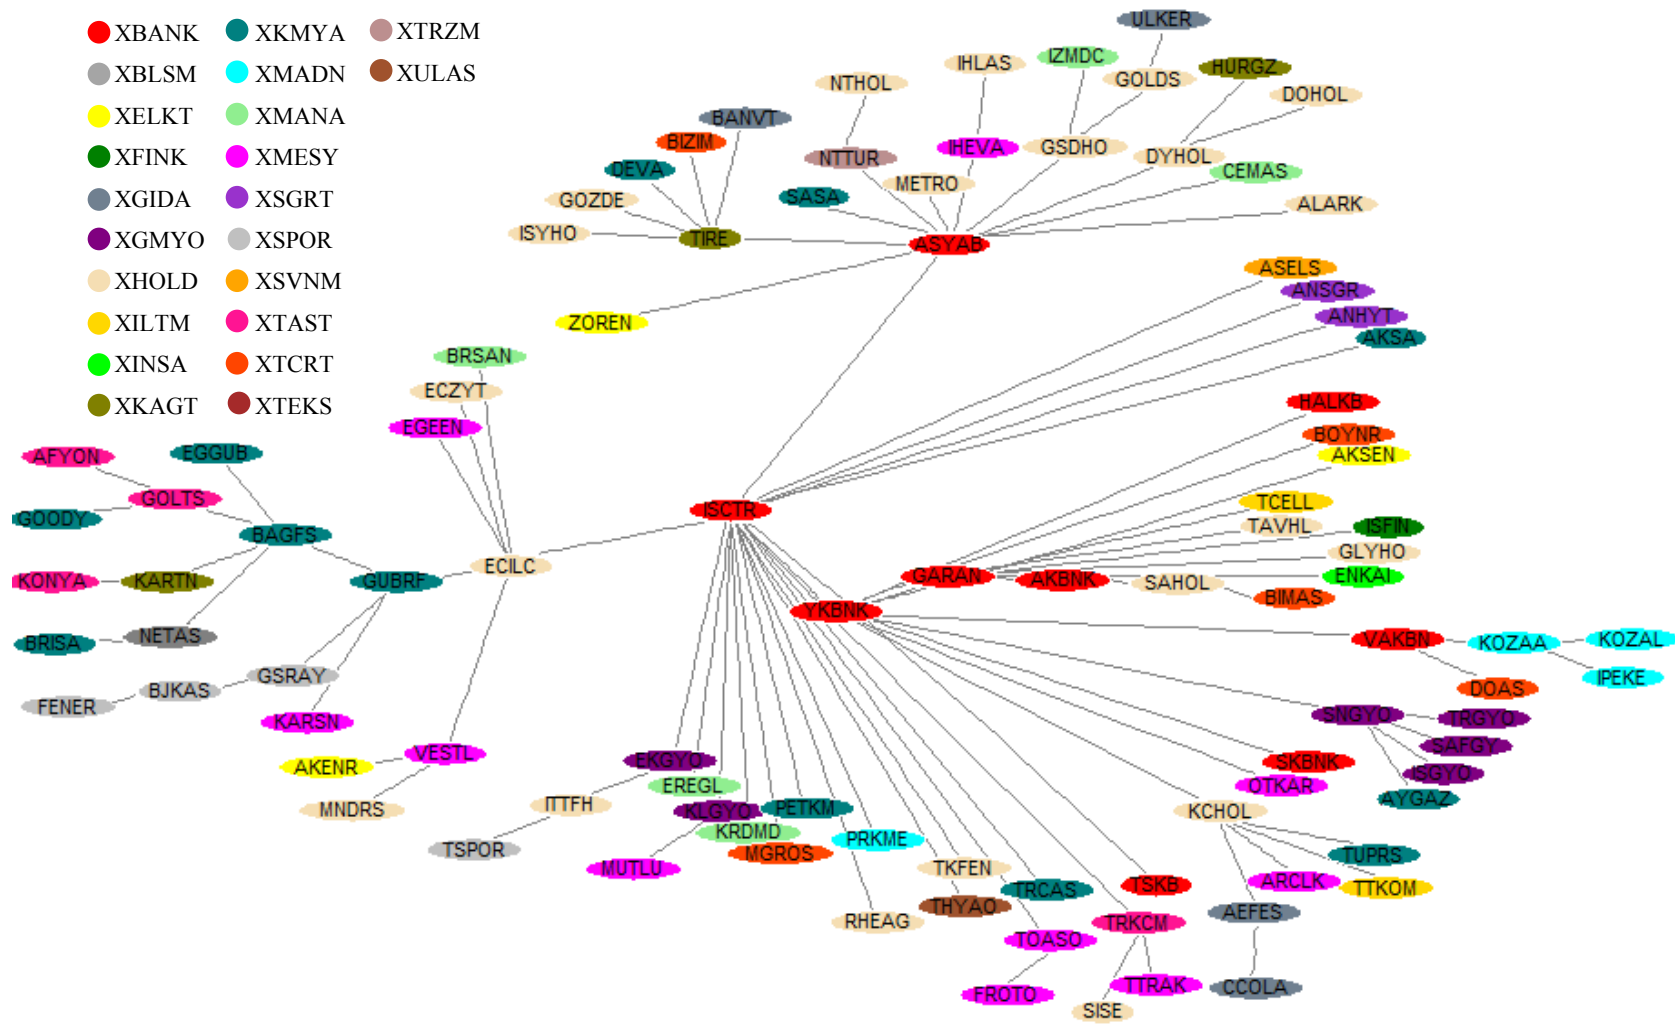 XBANK XKMYA XTRZM
XBLSM XMADN XULAS
XELKT XMANA
XFINK XMESY
XGIDA XSGRT
XGMYO XSPOR
XHOLD XSVNM
XILTM XTAST
XINSA XTCRT
XKAGT XTEKS
ULKER
IZMDC
IHLAS
HURGZ
GOLDS
NTHOL
DOHOL
BANVT
BIZIM
IHEVA
GSDHO
DYHOL
NTTUR
DEVA
CEMAS
METRO
SASA
GOZDE
ALARK
ISYHO
TIRE
ASYAB
ASELS
ANSGR
ANHYT
ZOREN
AKSA
BRSAN
ECZYT
HALKB
EGEEN
BOYNR
AKSEN
AFYON
EGGUB
GOLTS
TCELL
ISCTR
GOODY
TAVHL
ISFIN
BAGFS
GLYHO
ECILC
GARAN
AKBNK
ENKAI
KONYA
KARTN
GUBRF
SAHOL
BIMAS
YKBNK
BRISA
NETAS
VAKBN
KOZAA
KOZAL
GSRAY
IPEKE
BJKAS
DOAS
FENER
SNGYO
TRGYO
KARSN
SAFGY
VESTL
EKGYO
SKBNK
AKENR
ISGYO
EREGL
OTKAR
AYGAZ
MNDRS
ITTFH
KLGYO
PETKM
KCHOL
KRDMD
PRKME
TSPOR
MGROS
TUPRS
MUTLU
TKFEN
ARCLK
TTKOM
TRCAS
TSKB
THYAO
AEFES
RHEAG
TRKCM
TOASO
TTRAK
CCOLA
FROTO
SISE